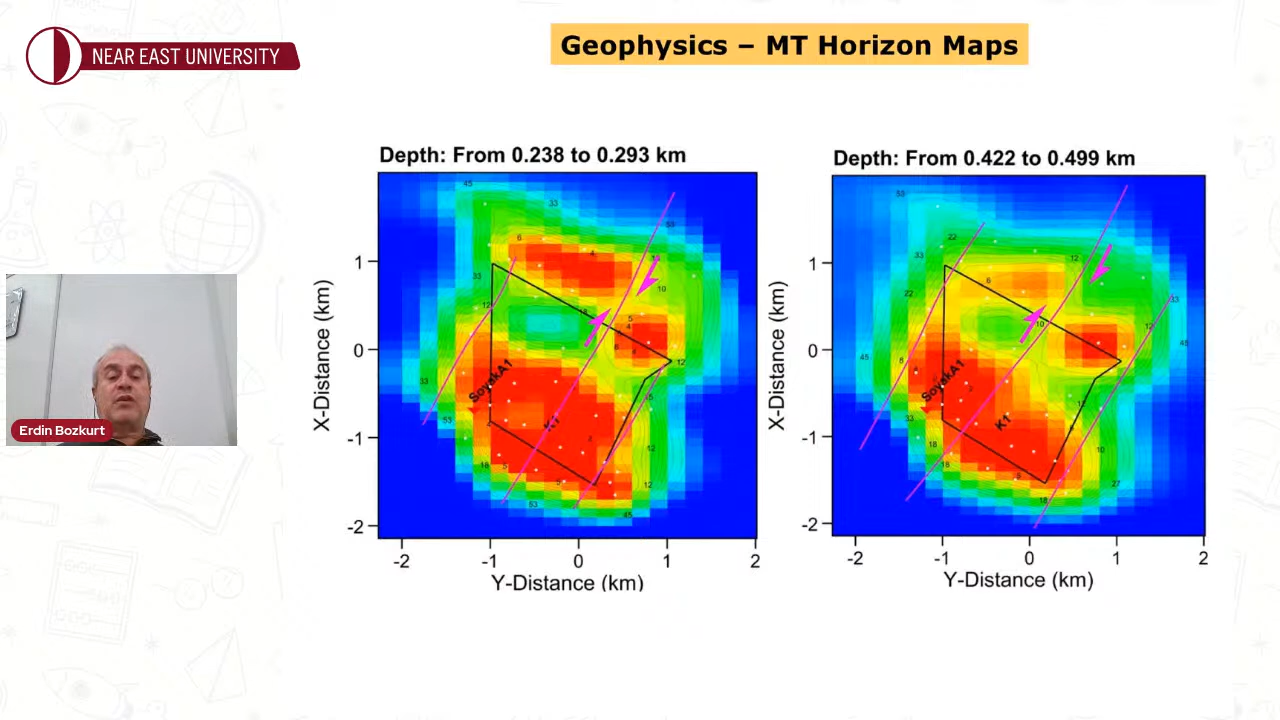 NEAR EAST UNIVERSITY
Geophysics – MT Horizon Maps
Depth: From 0.238 to 0.293 km
Depth: From 0.422 to 0.499 km
X-Distance (km)
1
0
-1
-2
-2 -1 0 1 2
Y-Distance (km)
SoyakA1
K1
X-Distance (km)
1
0
-1
-2
-2 -1 0 1 2
Y-Distance (km)
SoyakA1
K1
Erdin Bozkurt